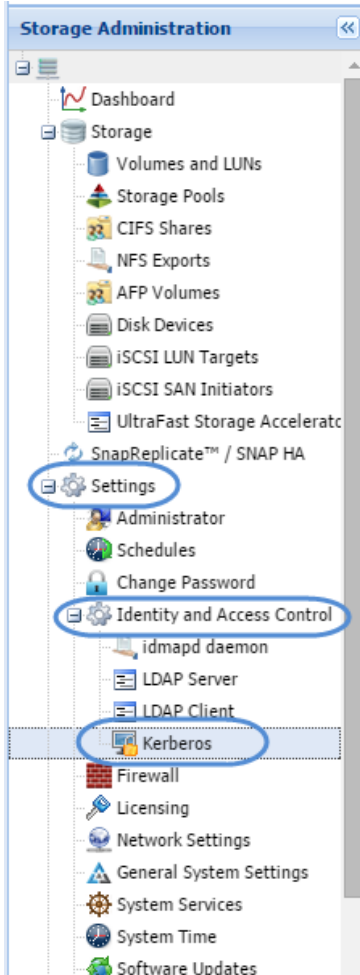 Storage Administration
Dashboard
Storage
Volumes and LUNs
Storage Pools
CIFS Shares
NFS Exports
AFP Volumes
Disk Devices
iSCSI LUN Targets
iSCSI SAN Initiators
UltraFast Storage Acceleratc
SnapReplicate™ / SNAP HA
Settings
Administrator
Schedules
Change Password
Identity and Access Control
idmapd daemon
LDAP Server
LDAP Client
Kerberos
Firewall
Licensing
Network Settings
General System Settings
System Services
System Time
Software Updates